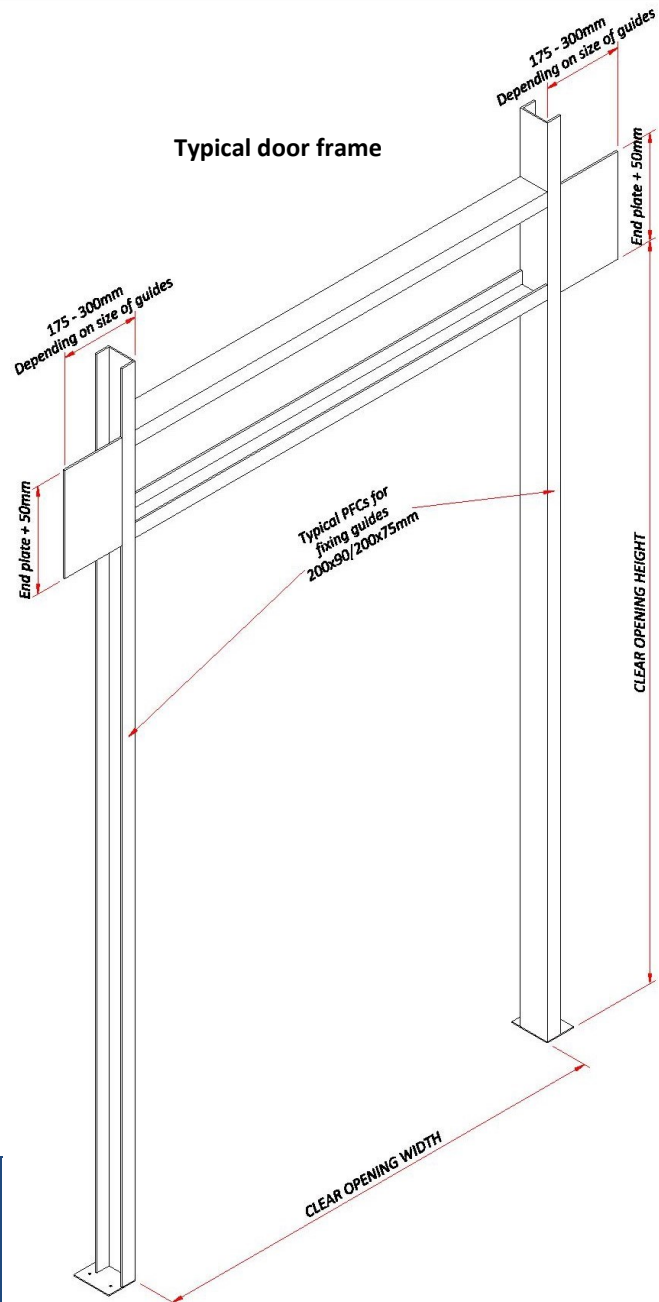 175 - 300mm
Depending on size of guides
Typical door frame
End plate + 50mm
175 - 300mm
Depending on size of guides
End plate + 50mm
Typical PFCs for
fixing guides
200x90/200x75mm
CLEAR OPENING HEIGHT
CLEAR OPENING WIDTH